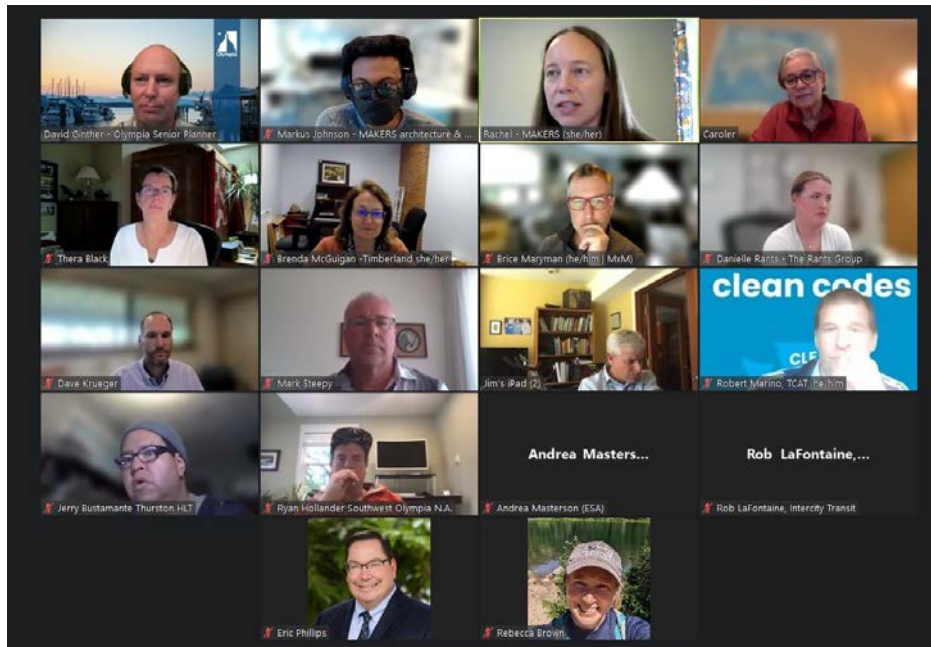 Olympia
David Ginther - Olympia Senior Planner
Markus Johnson - MAKERS architecture & ...
Rachel - MAKERS (she/her)
Caroler
Thera Black
Brenda McGuigan -Timberland she/her
Brice Maryman (he/him | MxM)
Danielle Rants - The Rants Group
clean codes
CLE
Dave Krueger
Mark Steepy
Jim's iPad (2)
Robert Marino, TCAT, he/him
Andrea Masters...
Rob LaFontaine,...
Jerry Bustamante Thurston HLT
Ryan Hollander Southwest Olympia N.A.
Andrea Masterson (ESA)
Rob LaFontaine, Intercity Transit
Eric Phillips
Rebecca Brown